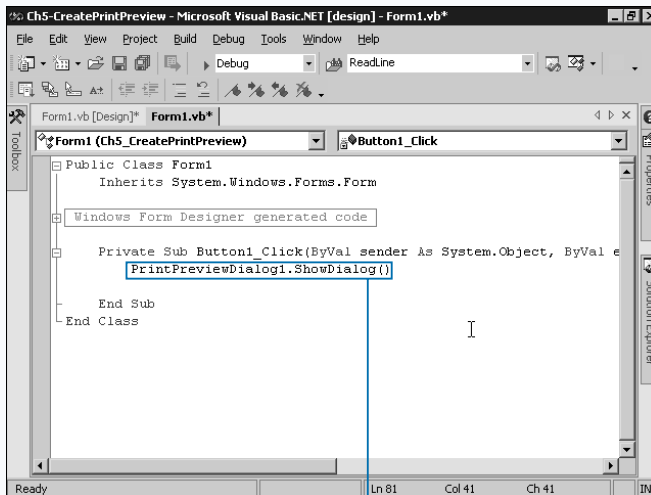 Ch5-CreatePrintPreview - Microsoft Visual Basic.NET [design] - Form1.vb*
File Edit View Project Build Debug Tools Window Help
Debug ReadLine
Form1.vb [Design]* Form1.vb*
Form1 (Ch5_CreatePrintPreview) Button1_Click
Toolbox
Properties
Solution Explorer
Public Class Form1
Inherits System.Windows.Forms.Form
Windows Form Designer generated code
Private Sub Button1_Click(ByVal sender As System.Object, ByVal e
PrintPreviewDialog1.ShowDialog()
End Sub
End Class
Ready Ln 81 Col 41 Ch 41 IN